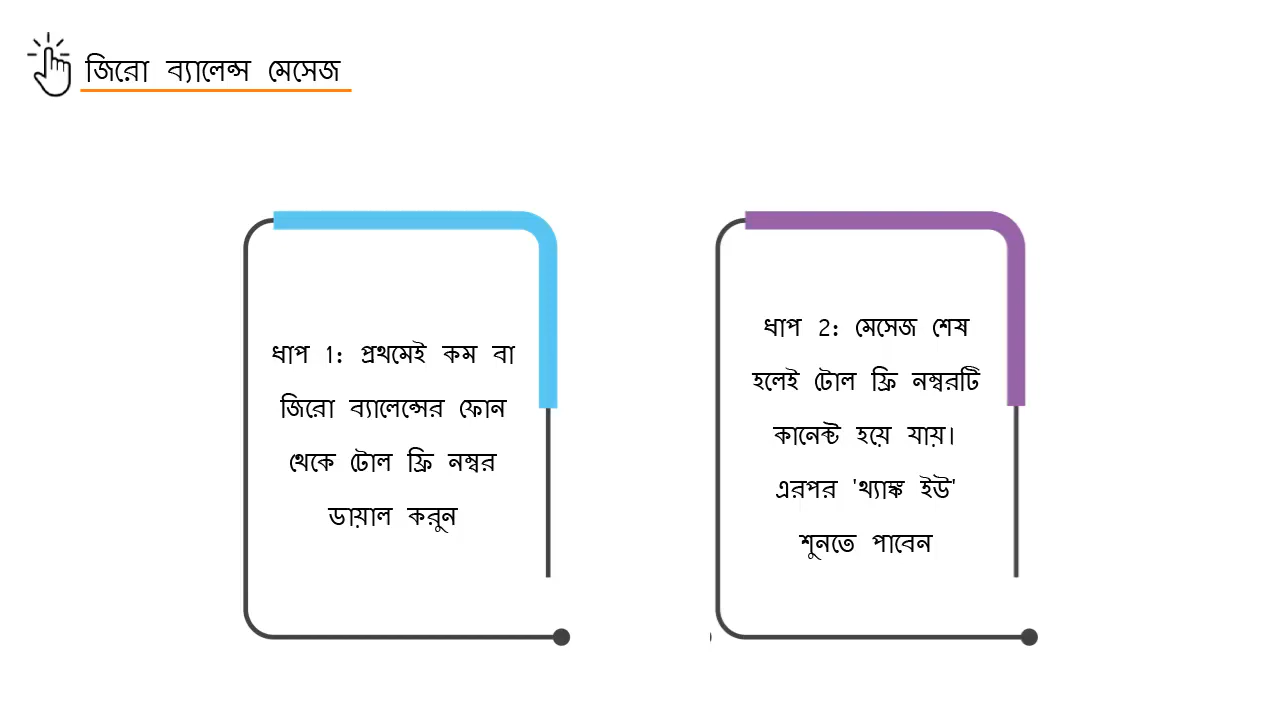 জিরো ব্যালেন্স মেসেজ
ধাপ 1: প্রথমেই কম বা
জিরো ব্যালেন্সের ফোন
থেকে টোল ফ্রি নম্বর
ডায়াল করুন
ধাপ 2: মেসেজ শেষ
হলেই টোল ফ্রি নম্বরটি
কানেক্ট হয়ে যায়।
এরপর 'থ্যাঙ্ক ইউ'
শুনতে পাবেন